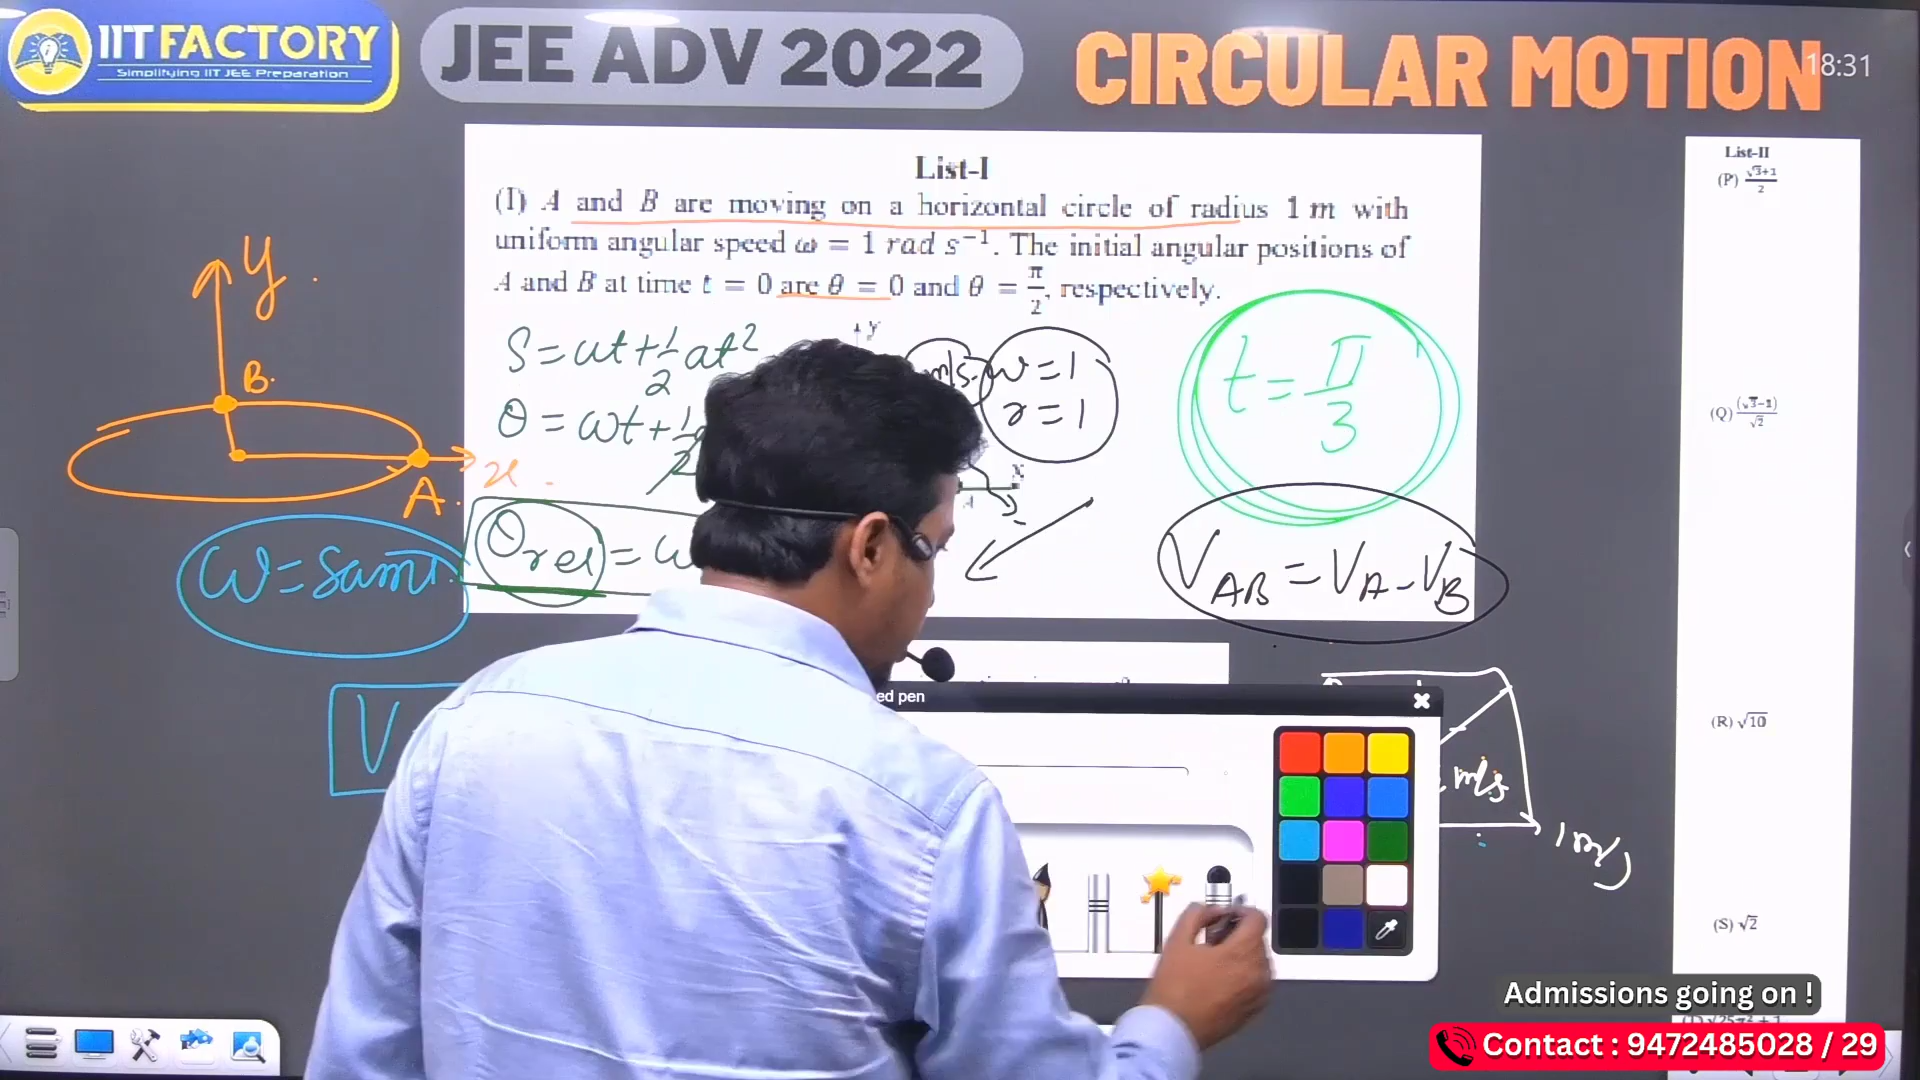 IIT FACTORY
Simplifying IIT JEE Preparation
JEE ADV 2022
CIRCULAR MOTION
18:31
List-I
(I) A and B are moving on a horizontal circle of radius 1 m with
uniform angular speed ω = 1 rad s⁻¹. The initial angular positions of
A and B at time t = 0 are θ = 0 and θ = π/2, respectively.
y
B.
x
A.
S = ut + 1/2 at²
θ = ωt + 1/2
θrel = ω
y
m/s.
ω = 1
r = 1
x
A
t = π/3
VAB = VA - VB
V
ed pen
m/s
List-II
(P) √3+1/2
(Q) (√3-1)/√2
(R) √10
(S) √2
Admissions going on !
Contact : 9472485028 / 29